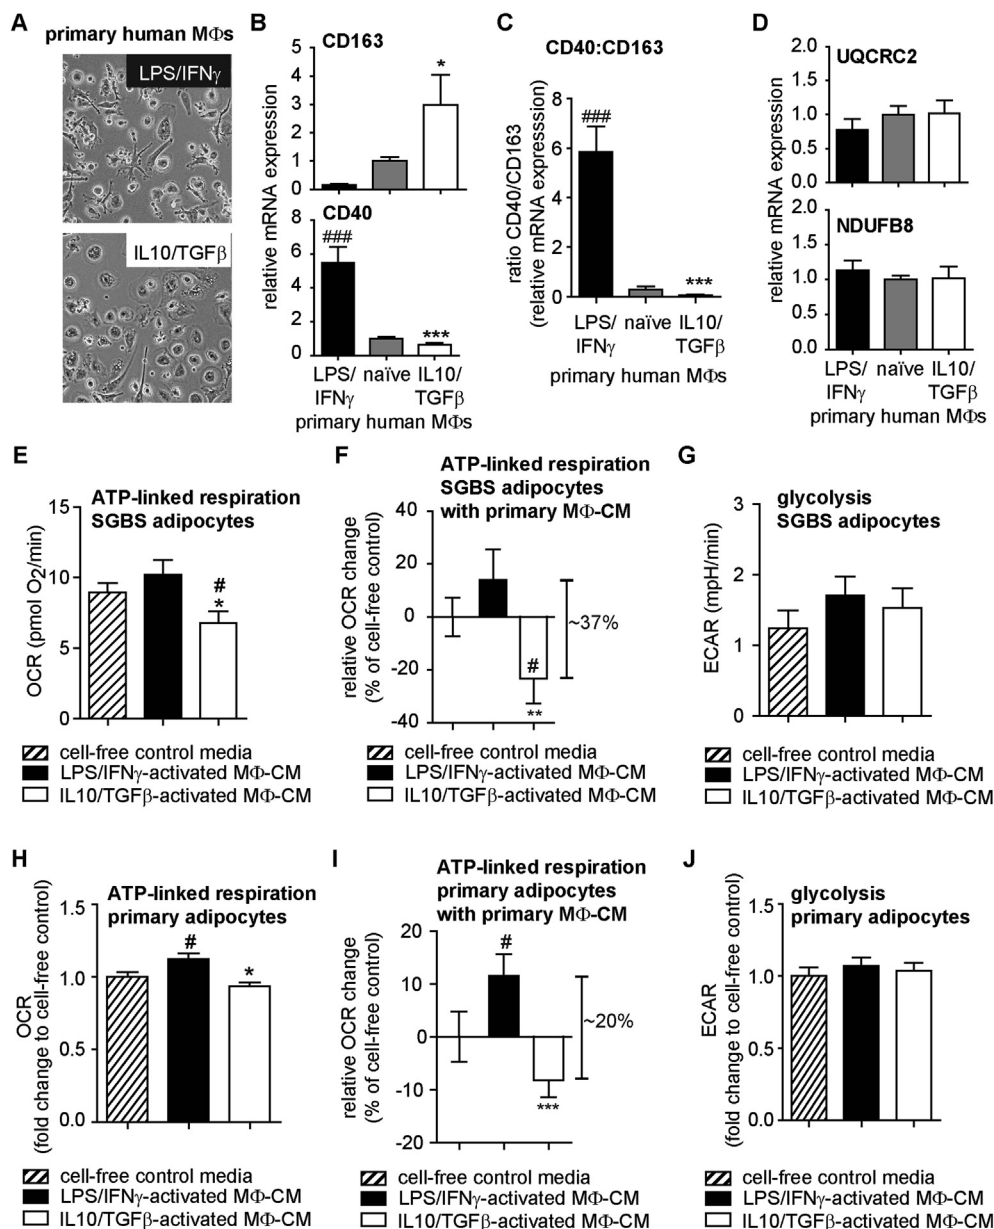 A
primary human MΦs
LPS/IFNγ
IL10/TGFβ
B
CD163
*
4
3
2
1
0
relative mRNA expression
CD40
###
***
8
6
4
2
0
LPS/ naïve IL10/
IFNγ TGFβ
primary human MΦs
C
CD40:CD163
ratio CD40/CD163
(relative mRNA expresssion)
8
6
4
2
0
###
***
LPS/ naïve IL10/
IFNγ TGFβ
primary human MΦs
D
UQCRC2
2.0
1.5
1.0
0.5
0.0
relative mRNA expression
NDUFB8
2.0
1.5
1.0
0.5
0.0
LPS/ naïve IL10/
IFNγ TGFβ
primary human MΦs
E
ATP-linked respiration
SGBS adipocytes
OCR (pmol O2/min)
15
10
5
0
#
*
cell-free control media
LPS/IFNγ-activated MΦ-CM
IL10/TGFβ-activated MΦ-CM
F
ATP-linked respiration
SGBS adipocytes
with primary MΦ-CM
relative OCR change
(% of cell-free control)
40
20
0
-20
-40
#
**
~37%
cell-free control media
LPS/IFNγ-activated MΦ-CM
IL10/TGFβ-activated MΦ-CM
G
glycolysis
SGBS adipocytes
ECAR (mpH/min)
3
2
1
0
cell-free control media
LPS/IFNγ-activated MΦ-CM
IL10/TGFβ-activated MΦ-CM
H
ATP-linked respiration
primary adipocytes
OCR
(fold change to cell-free control)
1.5
1.0
0.5
0.0
#
*
cell-free control media
LPS/IFNγ-activated MΦ-CM
IL10/TGFβ-activated MΦ-CM
I
ATP-linked respiration
primary adipocytes
with primary MΦ-CM
relative OCR change
(% of cell-free control)
20
10
0
-10
-20
#
***
~20%
cell-free control media
LPS/IFNγ-activated MΦ-CM
IL10/TGFβ-activated MΦ-CM
J
glycolysis
primary adipocytes
ECAR
(fold change to cell-free control)
1.5
1.0
0.5
0.0
cell-free control media
LPS/IFNγ-activated MΦ-CM
IL10/TGFβ-activated MΦ-CM